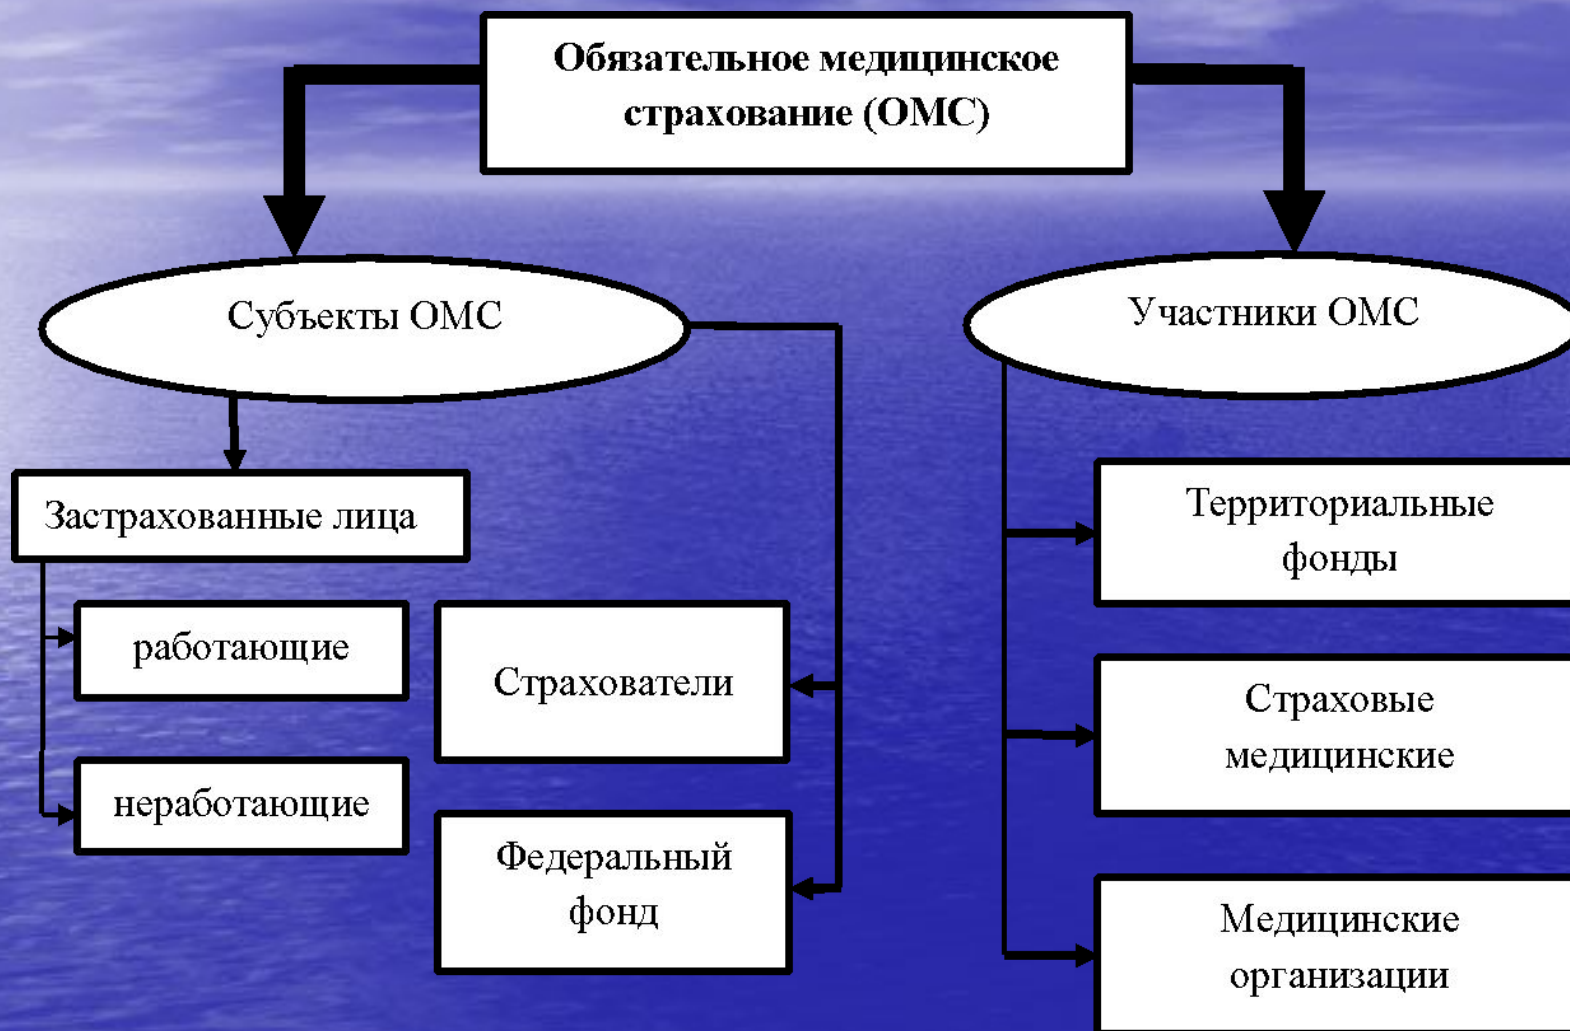 Обязательное медицинское
страхование (ОМС)
Субъекты ОМС
Участники ОМС
Застрахованные лица
работающие
неработающие
Страхователи
Федеральный
фонд
Территориальные
фонды
Страховые
медицинские
Медицинские
организации